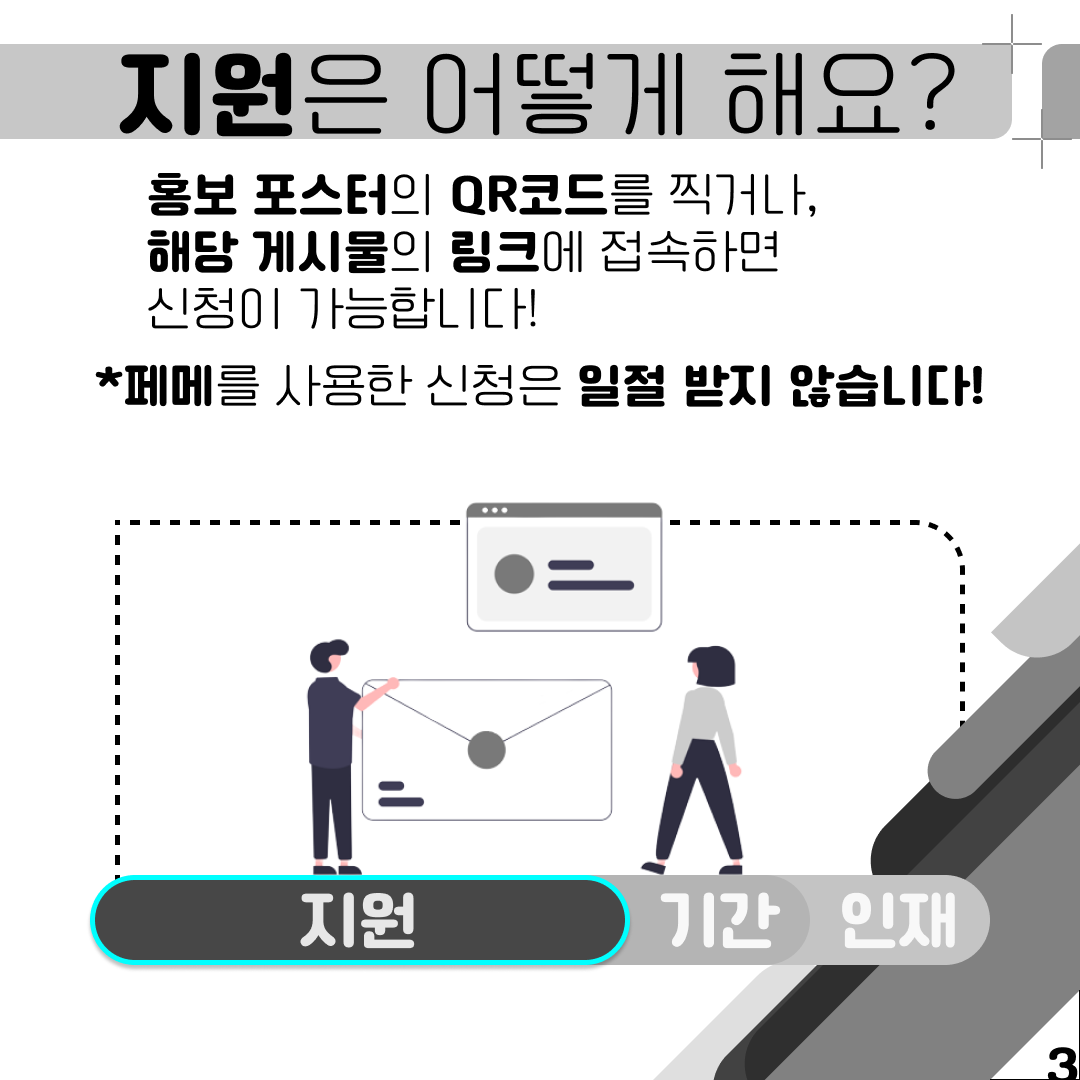 지원은 어떻게 해요?
홍보 포스터의 QR코드를 찍거나,
해당 게시물의 링크에 접속하면
신청이 가능합니다!
*페메를 사용한 신청은 일절 받지 않습니다!
지원 기간 인재
3